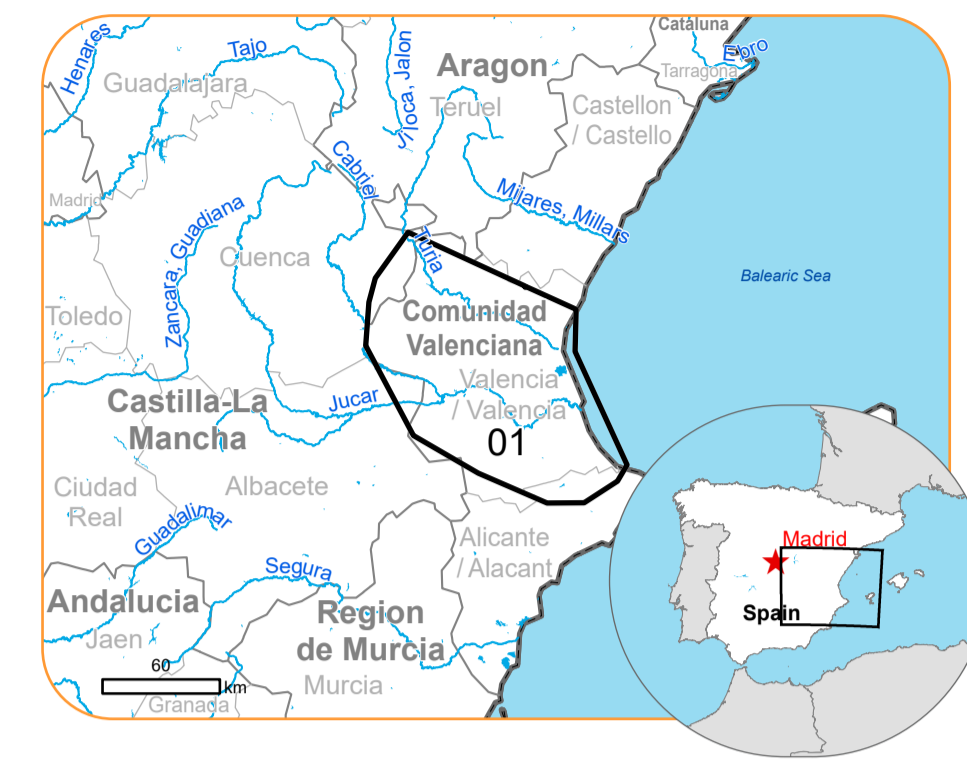 Cataluna
Henares
Tajo
Jiloca, Jalon
Ebro
Aragon
Tarragona
Guadalajara
Teruel
Castellon
/ Castello
Cabriel
Madrid
Mijares, Millars
Zancara, Guadiana
Turia
Cuenca
Balearic Sea
Toledo
Comunidad
Valenciana
Valencia
/ Valencia
Jucar
Castilla-La
Mancha
01
Ciudad
Real
Albacete
Guadalimar
Alicante
/ Alacant
Madrid
Segura
Andalucia
Region
de Murcia
Spain
Jaen
60
km
Murcia
Granada